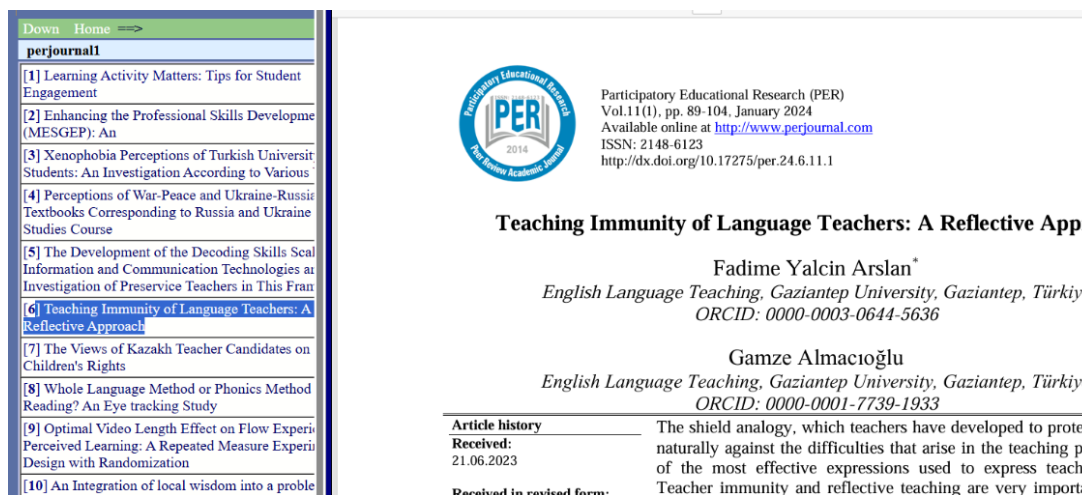 Down Home ==>
perjournal1
[1] Learning Activity Matters: Tips for Student
Engagement
[2] Enhancing the Professional Skills Developme
(MESGEP): An
[3] Xenophobia Perceptions of Turkish Universit
Students: An Investigation According to Various
[4] Perceptions of War-Peace and Ukraine-Russia
Textbooks Corresponding to Russia and Ukraine
Studies Course
[5] The Development of the Decoding Skills Scal
Information and Communication Technologies an
Investigation of Preservice Teachers in This Fram
[6] Teaching Immunity of Language Teachers: A
Reflective Approach
[7] The Views of Kazakh Teacher Candidates on
Children's Rights
[8] Whole Language Method or Phonics Method
Reading? An Eye tracking Study
[9] Optimal Video Length Effect on Flow Experi
Perceived Learning: A Repeated Measure Experi
Design with Randomization
[10] An Integration of local wisdom into a proble
Participatory Educational Research
ISSN: 2148-6123
PER
2014
Peer Review Academic Journal
Participatory Educational Research (PER)
Vol.11(1), pp. 89-104, January 2024
Available online at http://www.perjournal.com
ISSN: 2148-6123
http://dx.doi.org/10.17275/per.24.6.11.1
Teaching Immunity of Language Teachers: A Reflective App
Fadime Yalcin Arslan*
English Language Teaching, Gaziantep University, Gaziantep, Türkiy
ORCID: 0000-0003-0644-5636
Gamze Almacıoğlu
English Language Teaching, Gaziantep University, Gaziantep, Türkiy
ORCID: 0000-0001-7739-1933
Article history
Received:
21.06.2023
Received in revised form:
The shield analogy, which teachers have developed to prote
naturally against the difficulties that arise in the teaching p
of the most effective expressions used to express teach
Teacher immunity and reflective teaching are very importa